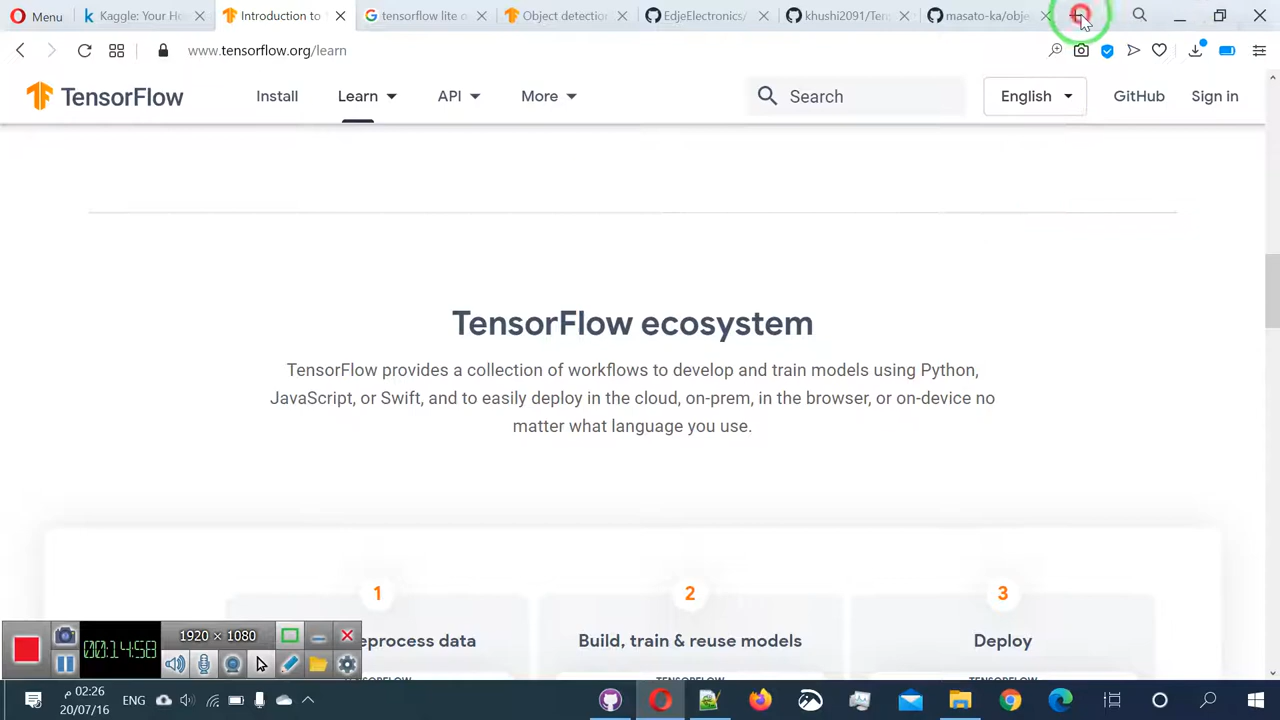 Menu
Kaggle: Your Ho
Introduction to T
tensorflow lite o
Object detection
EdjeElectronics/
khushi2091/Ten
masato-ka/obje
www.tensorflow.org/learn
TensorFlow
Install
Learn
API
More
Search
English
GitHub
Sign in
TensorFlow ecosystem
TensorFlow provides a collection of workflows to develop and train models using Python,
JavaScript, or Swift, and to easily deploy in the cloud, on-prem, in the browser, or on-device no
matter what language you use.
1
2
3
eprocess data
Build, train & reuse models
Deploy
00:14:58
1920 × 1080
02:26 م
ENG
20/07/16